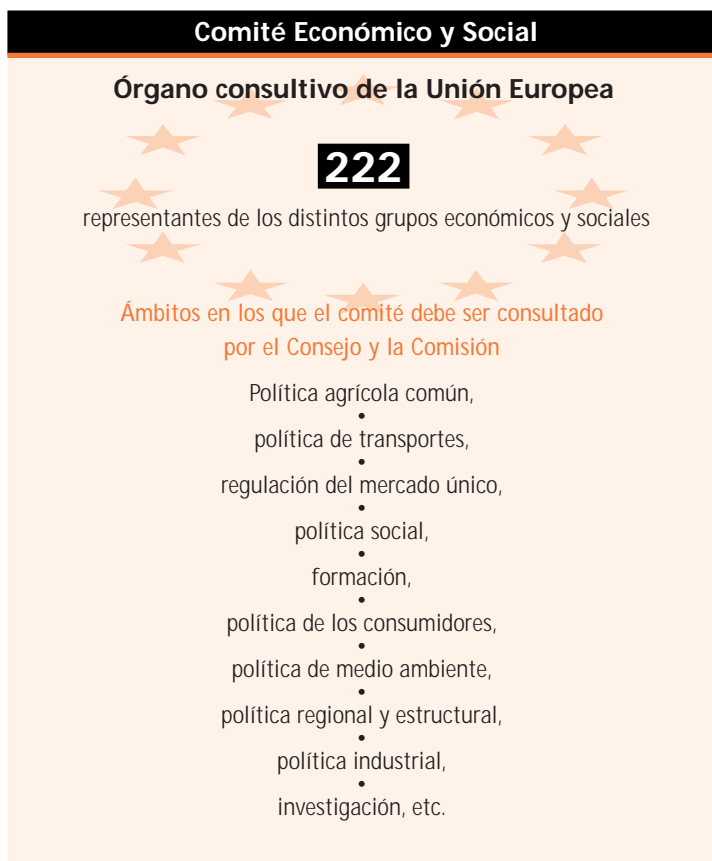 Comité Económico y Social
Órgano consultivo de la Unión Europea
222
representantes de los distintos grupos económicos y sociales
Ámbitos en los que el comité debe ser consultado
por el Consejo y la Comisión
Política agrícola común,
•
política de transportes,
•
regulación del mercado único,
•
política social,
•
formación,
•
política de los consumidores,
•
política de medio ambiente,
•
política regional y estructural,
•
política industrial,
•
investigación, etc.